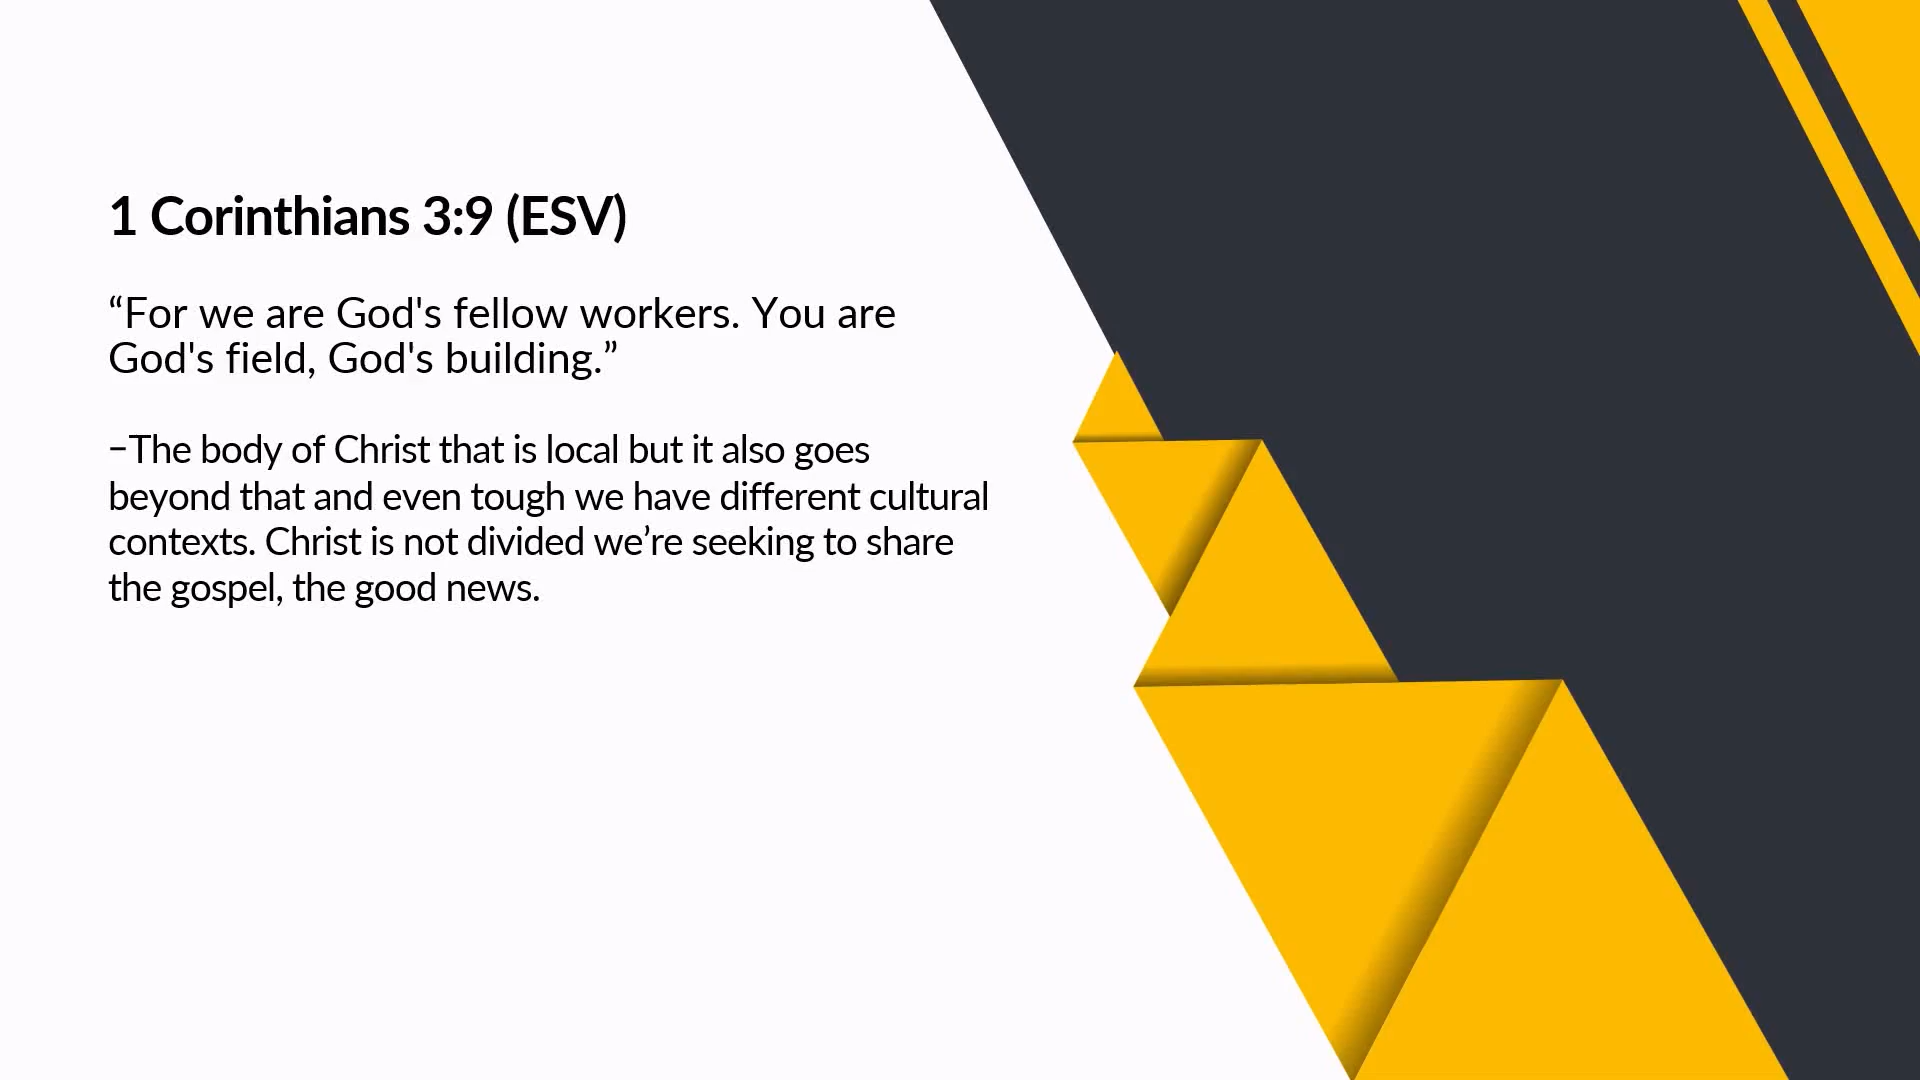 1 Corinthians 3:9 (ESV)
“For we are God's fellow workers. You are
God's field, God's building.”
–The body of Christ that is local but it also goes
beyond that and even tough we have different cultural
contexts. Christ is not divided we’re seeking to share
the gospel, the good news.